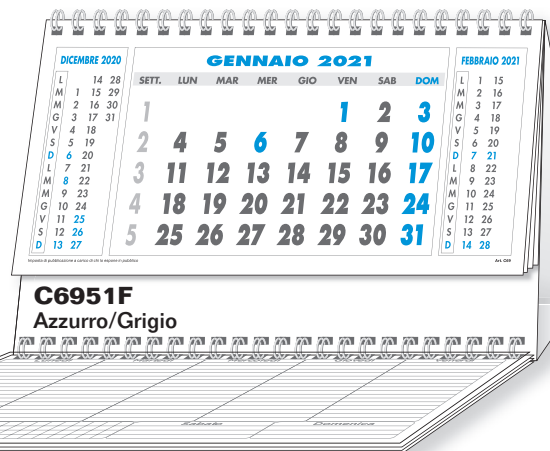 DICEMBRE 2020
L 14 28
M 1 15 29
M 2 16 30
G 3 17 31
V 4 18
S 5 19
D 6 20
L 7 21
M 8 22
M 9 23
G 10 24
V 11 25
S 12 26
D 13 27
GENNAIO 2021
SETT. LUN MAR MER GIO VEN SAB DOM
1 1 2 3
2 4 5 6 7 8 9 10
3 11 12 13 14 15 16 17
4 18 19 20 21 22 23 24
5 25 26 27 28 29 30 31
FEBBRAIO 2021
L 1 15
M 2 16
M 3 17
G 4 18
V 5 19
S 6 20
D 7 21
L 8 22
M 9 23
M 10 24
G 11 25
V 12 26
S 13 27
D 14 28
Imposta di pubblicazione a carico di chi la espone in pubblico
Art. C69
C6951F
Azzurro/Grigio
Sabato Domenica